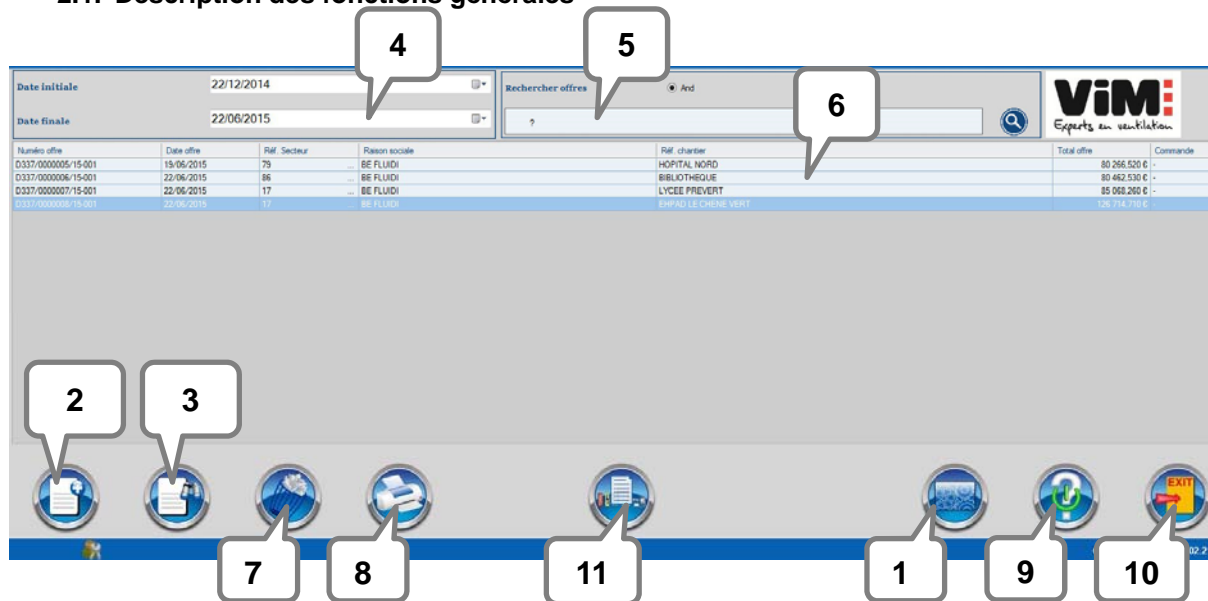 2.1. Description des fonctions générales
4
5
6
Date initiale
22/12/2014
Rechercher offres
And
ViM
Experts en ventilation
Date finale
22/06/2015
?
Numéro offre Date offre Réf. Secteur Raison sociale Réf. chantier Total offre Commande
D337/0000005/15-001 19/06/2015 79 ... BE FLUIDI HOPITAL NORD 80 266,520 € -
D337/0000006/15-001 22/06/2015 86 ... BE FLUIDI BIBLIOTHEQUE 80 462,530 € -
D337/0000007/15-001 22/06/2015 17 ... BE FLUIDI LYCEE PREVERT 85 068,260 € -
D337/0000008/15-001 22/06/2015 17 ... BE FLUIDI EHPAD LE CHENE VERT 126 714,710 € -
2
3
EXIT
02.2
7
8
11
1
9
10